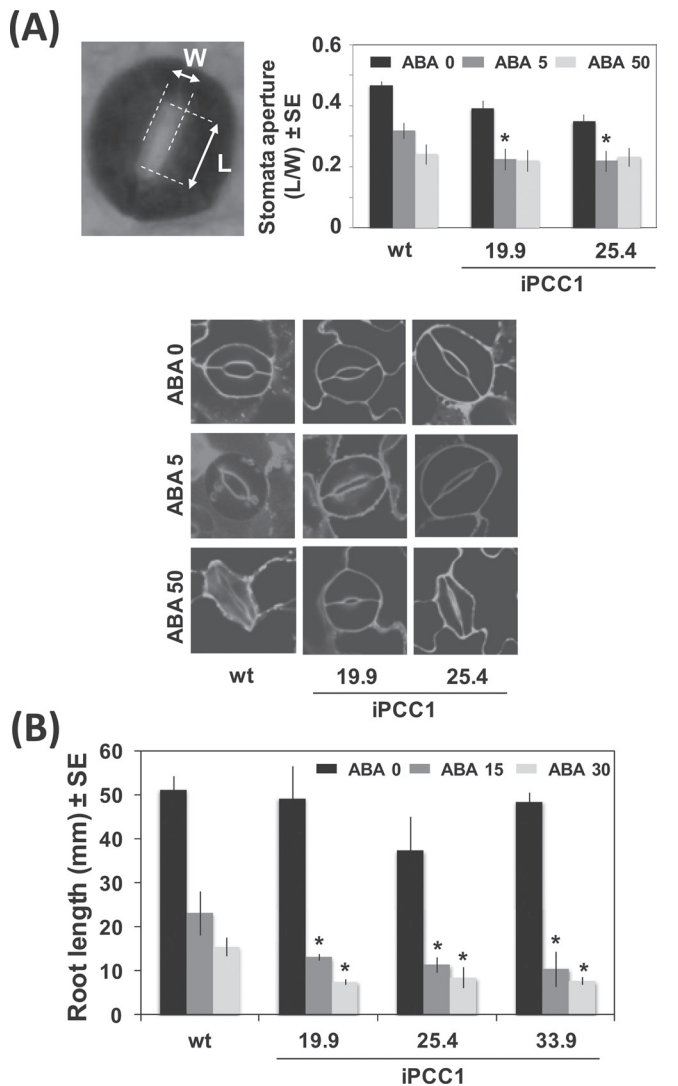 (A)
W
L
Stomata aperture
(L/W) ± SE
0.6
0.4
0.2
0
ABA 0 ABA 5 ABA 50
* *
wt 19.9 25.4
iPCC1
ABA 0
ABA 5
ABA 50
wt 19.9 25.4
iPCC1
(B)
Root length (mm) ± SE
60
50
40
30
20
10
0
ABA 0 ABA 15 ABA 30
* * * * * *
wt 19.9 25.4 33.9
iPCC1